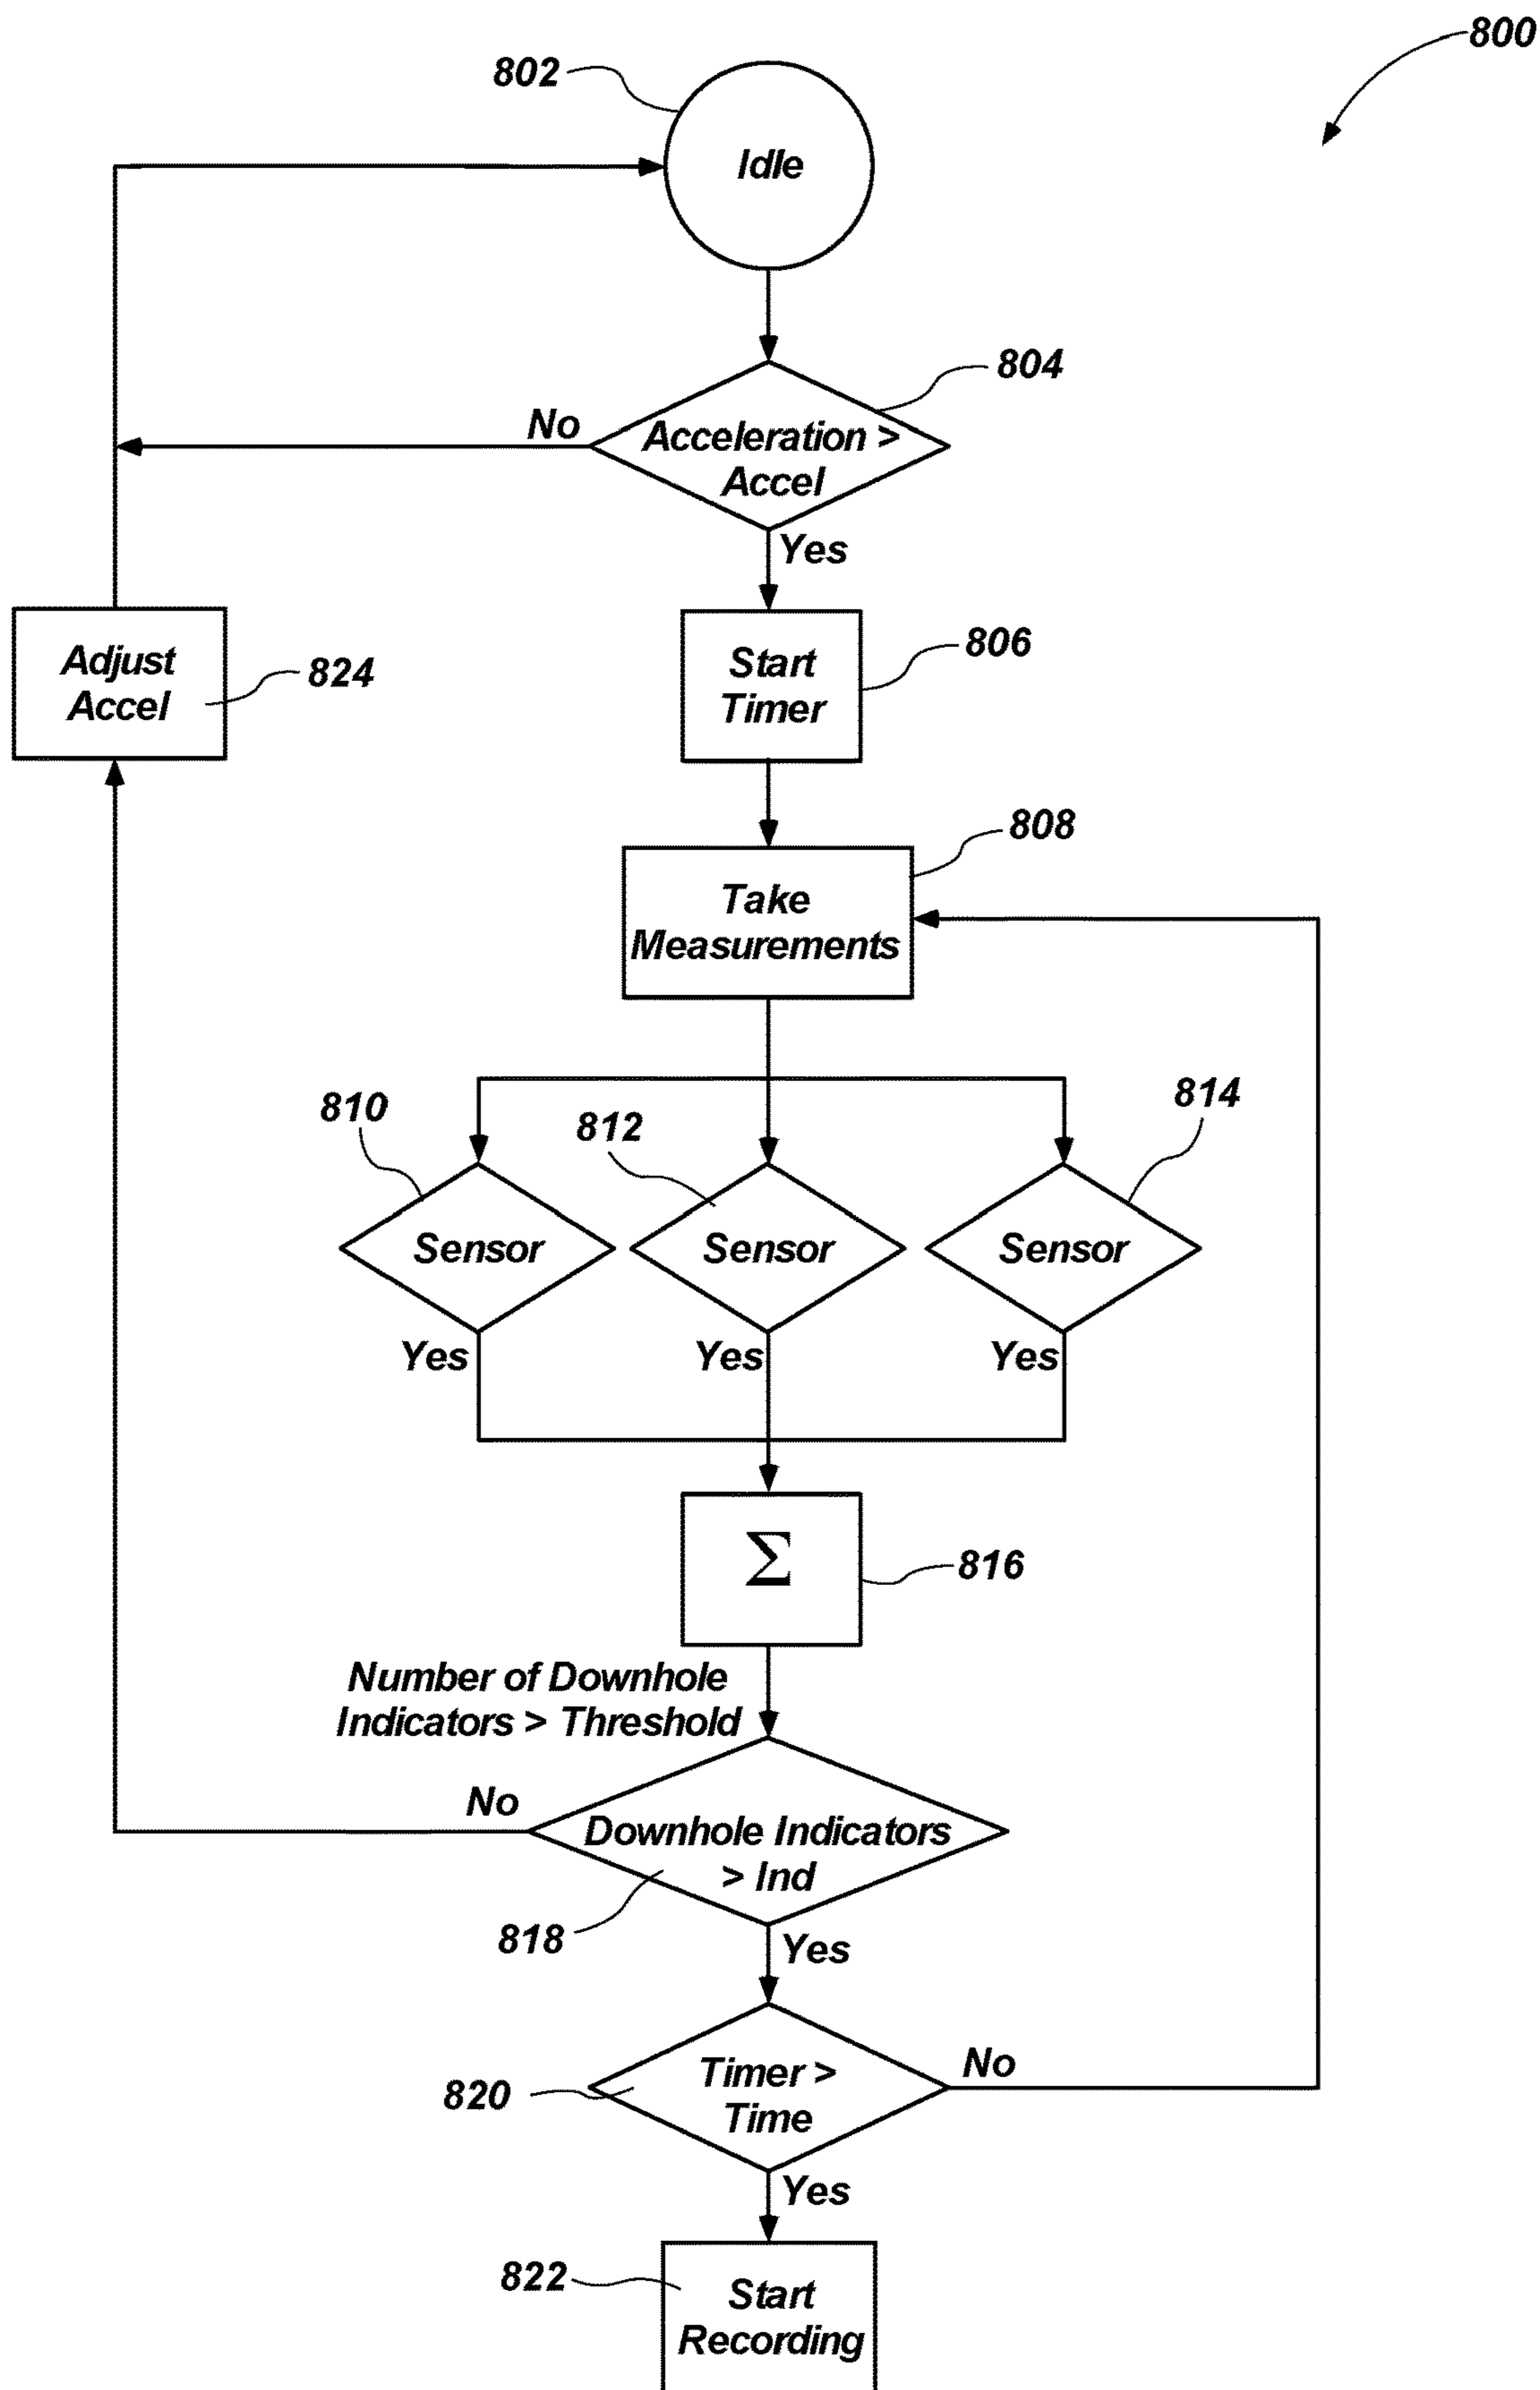 800
802
Idle
804
No
Acceleration >
Accel
Yes
Adjust
Accel
824
Start
Timer
806
808
Take
Measurements
810
812
814
Sensor
Sensor
Sensor
Yes
Yes
Yes
Σ
816
Number of Downhole
Indicators > Threshold
No
Downhole Indicators
> Ind
818
Yes
Timer >
Time
No
820
Yes
822
Start
Recording